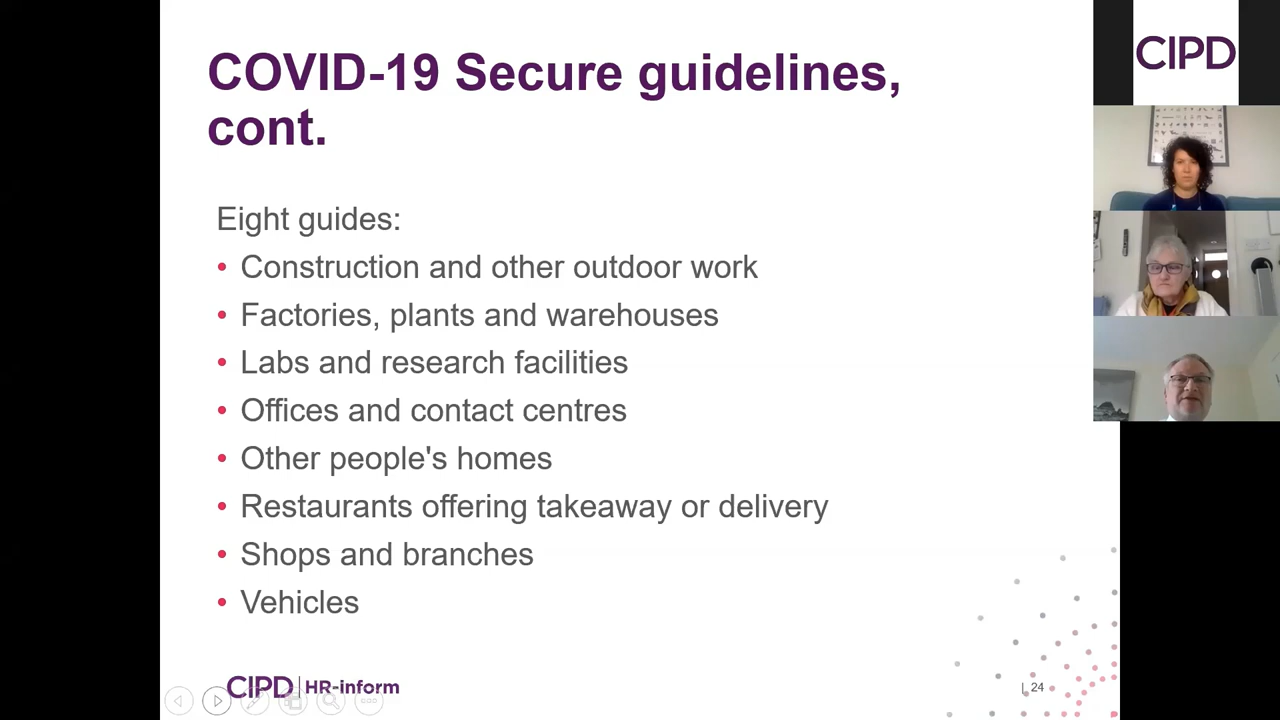 COVID-19 Secure guidelines,
cont.
Eight guides:
• Construction and other outdoor work
• Factories, plants and warehouses
• Labs and research facilities
• Offices and contact centres
• Other people's homes
• Restaurants offering takeaway or delivery
• Shops and branches
• Vehicles
CIPD | HR-inform
| 24
CIPD